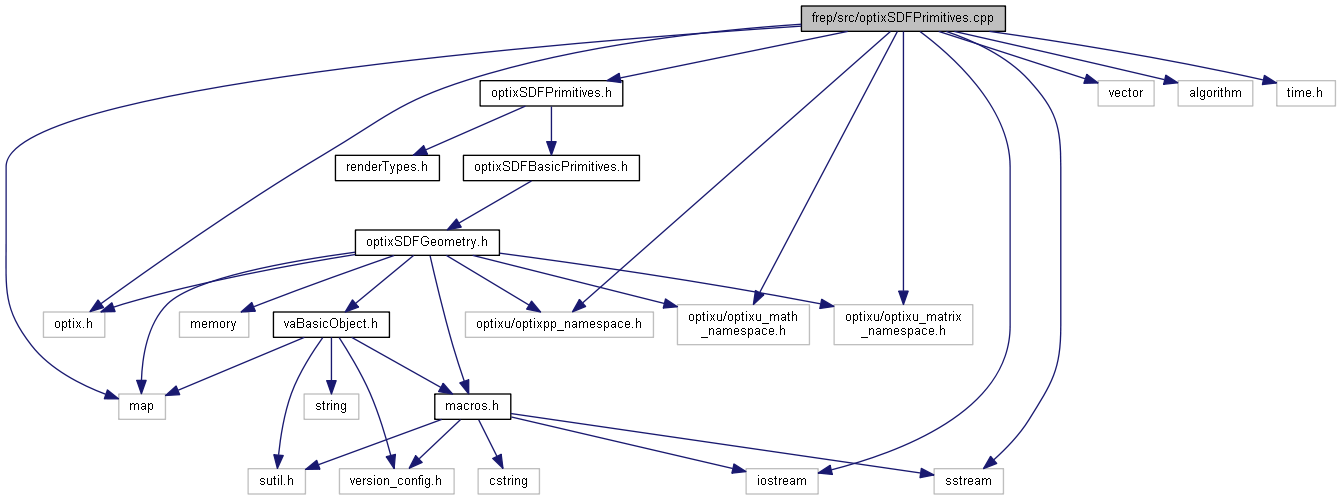 frep/src/optixSDFPrimitives.cpp
optixSDFPrimitives.h
vector
algorithm
time.h
renderTypes.h
optixSDFBasicPrimitives.h
optixSDFGeometry.h
optix.h
memory
vaBasicObject.h
optixu/optixpp_namespace.h
optixu/optixu_math
_namespace.h
optixu/optixu_matrix
_namespace.h
map
string
macros.h
sutil.h
version_config.h
cstring
iostream
sstream